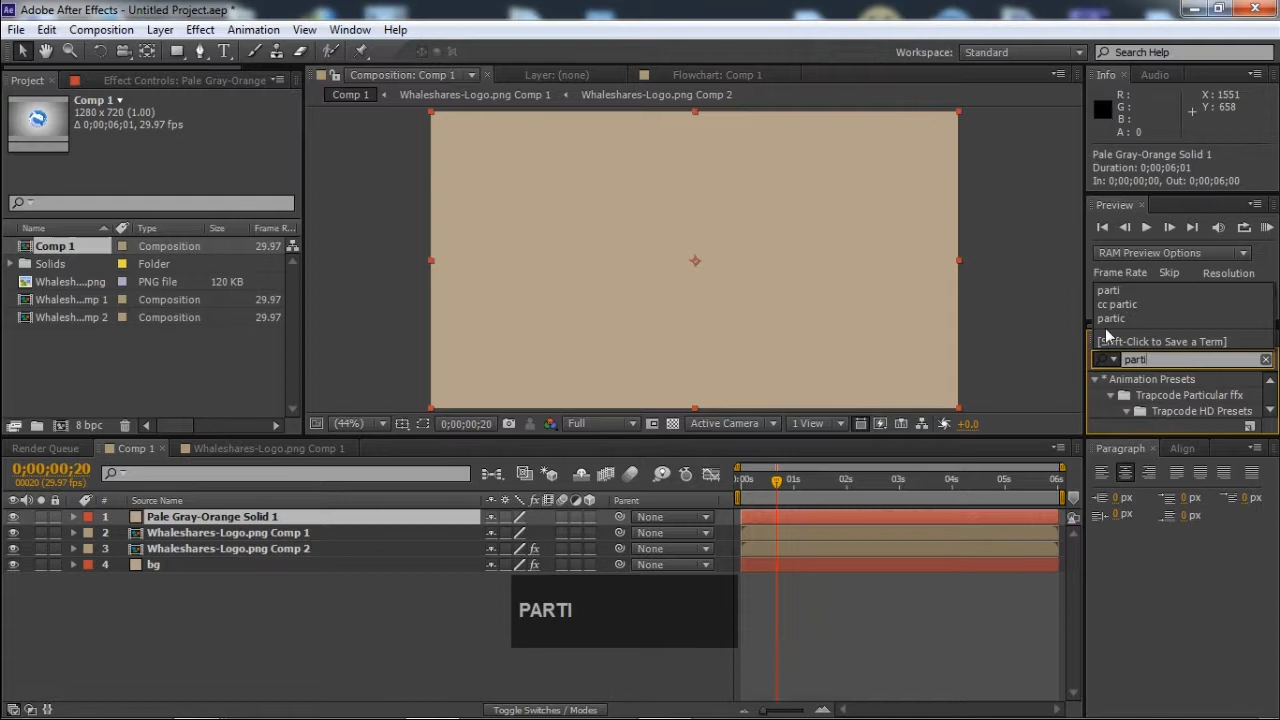 Adobe After Effects - Untitled Project.aep *
File Edit Composition Layer Effect Animation View Window Help
Workspace: Standard Search Help
Project Effect Controls: Pale Gray-Orange
Comp 1
1280 x 720 (1.00)
Δ 0;00;06;01, 29.97 fps
Name Type Size Frame R...
Comp 1 Composition 29.97
Solids Folder
Whalesh....png PNG file 120 KB
Whalesh...mp 1 Composition 29.97
Whalesh...mp 2 Composition 29.97
8 bpc
Composition: Comp 1 Layer: (none) Flowchart: Comp 1
Comp 1 Whaleshares-Logo.png Comp 1 Whaleshares-Logo.png Comp 2
(44%) 0;00;00;20 Full Active Camera 1 View +0.0
Info Audio
R: X: 1551
G: Y: 658
B:
A: 0
Pale Gray-Orange Solid 1
Duration: 0;00;06;01
In: 0;00;00;00, Out: 0;00;06;00
Preview
RAM Preview Options
Frame Rate Skip Resolution
parti
cc partic
partic
[Shift-Click to Save a Term]
parti
* Animation Presets
Trapcode Particular ffx
Trapcode HD Presets
Render Queue Comp 1 Whaleshares-Logo.png Comp 1
0;00;00;20
00020 (29.97 fps)
# Source Name Parent
1 Pale Gray-Orange Solid 1 None
2 Whaleshares-Logo.png Comp 1 None
3 Whaleshares-Logo.png Comp 2 fx None
4 bg fx None
:00s 01s 02s 03s 04s 05s 06s
PARTI
Toggle Switches / Modes
Paragraph Align
0 px 0 px 0 px
0 px 0 px